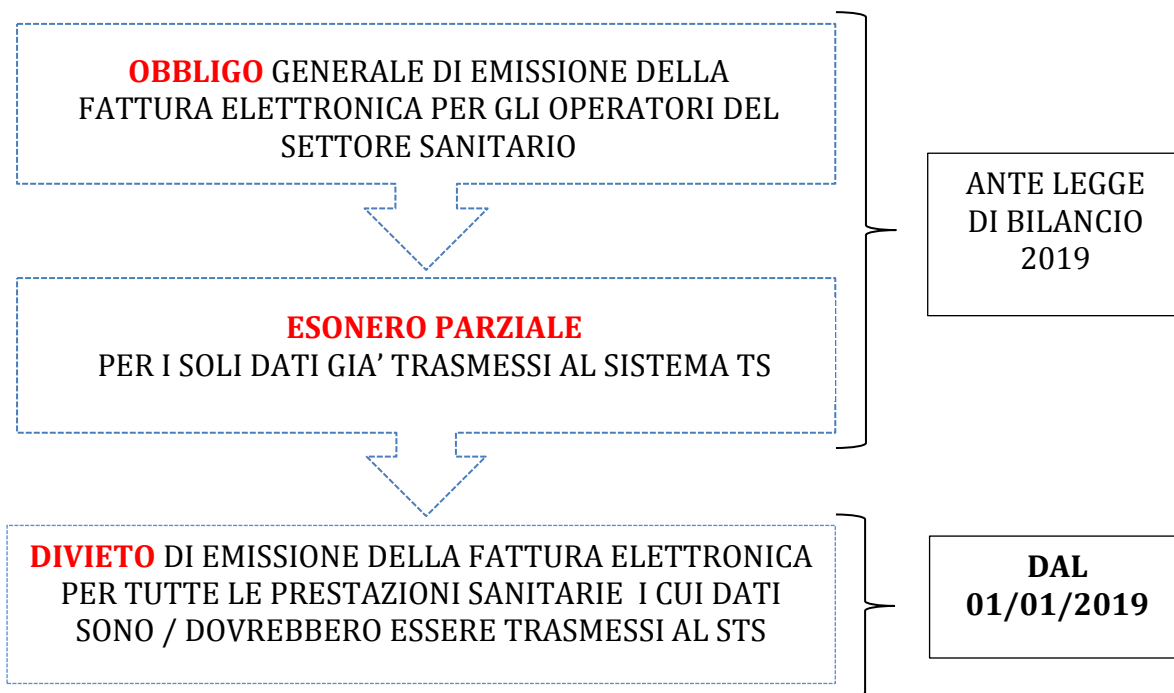 OBBLIGO GENERALE DI EMISSIONE DELLA
FATTURA ELETTRONICA PER GLI OPERATORI DEL
SETTORE SANITARIO
ANTE LEGGE
DI BILANCIO
2019
ESONERO PARZIALE
PER I SOLI DATI GIA’ TRASMESSI AL SISTEMA TS
DIVIETO DI EMISSIONE DELLA FATTURA ELETTRONICA
PER TUTTE LE PRESTAZIONI SANITARIE I CUI DATI
SONO / DOVREBBERO ESSERE TRASMESSI AL STS
DAL
01/01/2019